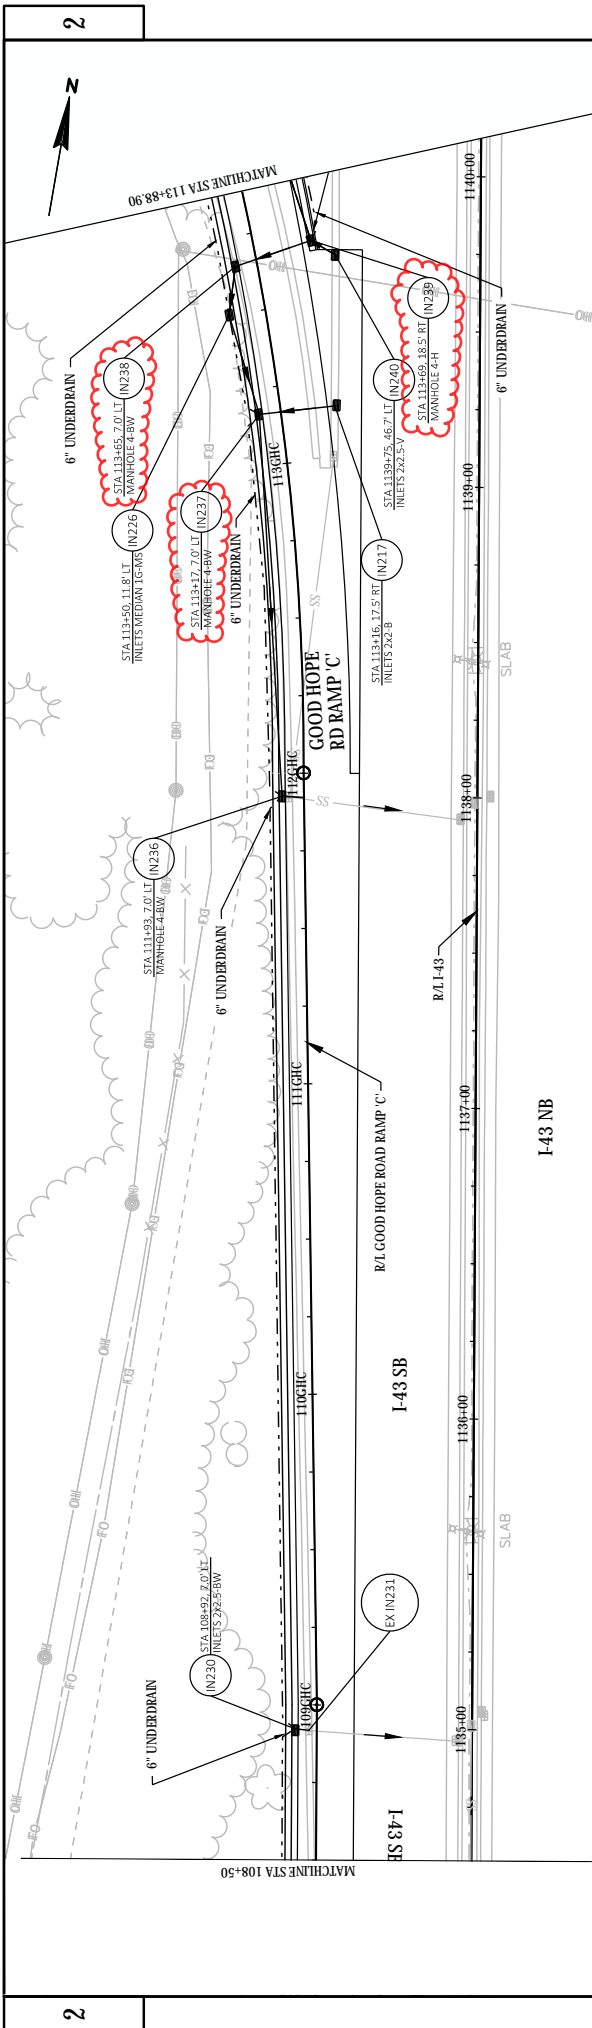 2
N
MATCHLINE STA 113+88.90
1140+00
OHU
6" UNDERDRAIN
IN238
STA 113+65, 7.0' LT
MANHOLE 4-BW
IN239
STA 113+69, 18.5' RT
MANHOLE 4-H
6" UNDERDRAIN
IN240
STA 1139+75, 46.7' LT
INLETS 2x2.5-V
IN226
STA 113+50, 11.8' LT
INLETS MEDIAN 1G-MS
IN237
STA 113+17, 7.0' LT
MANHOLE 4-BW
6" UNDERDRAIN
113GHC
1139+00
IN217
STA 113+16, 17.5' RT
INLETS 2x2-B
SS
GOOD HOPE
RD RAMP 'C'
SLAB
112GHC
SS
1138+00
IN236
STA 111+93, 7.0' LT
MANHOLE 4-BW
6" UNDERDRAIN
R/L I-43
111GHC
1137+00
R/L GOOD HOPE ROAD RAMP 'C'
I-43 NB
110GHC
I-43 SB
1136+00
FO
SLAB
IN230
STA 108+92, 7.0' LT
INLETS 2x2.5-BW
EX IN231
6" UNDERDRAIN
109GHC
1135+00
FO
FO
SS
I-43 SB
MATCHLINE STA 108+50
2